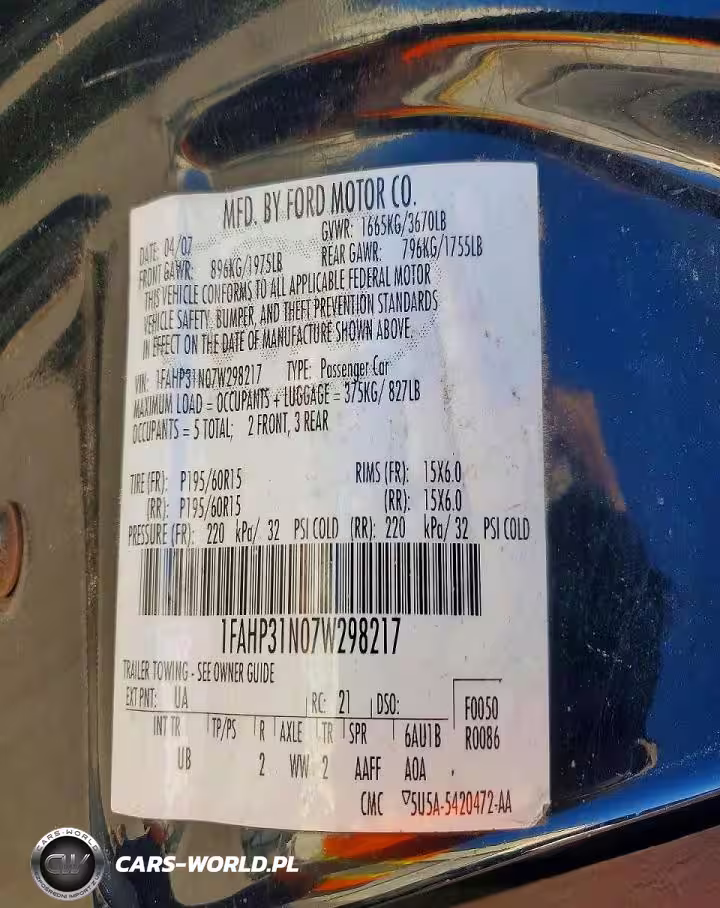 MFD. BY FORD MOTOR CO.
DATE: 04/07 GVWR: 1665KG/3670LB
FRONT GAWR: 896KG/1975LB REAR GAWR: 796KG/1755LB
THIS VEHICLE CONFORMS TO ALL APPLICABLE FEDERAL MOTOR
VEHICLE SAFETY, BUMPER, AND THEFT PREVENTION STANDARDS
IN EFFECT ON THE DATE OF MANUFACTURE SHOWN ABOVE.
VIN: 1FAHP31N07W298217 TYPE: Passenger Car
MAXIMUM LOAD = OCCUPANTS + LUGGAGE = 375KG/ 827LB
OCCUPANTS = 5 TOTAL; 2 FRONT, 3 REAR
TIRE (FR): P195/60R15 RIMS (FR): 15X6.0
(RR): P195/60R15 (RR): 15X6.0
PRESSURE (FR): 220 kPa/ 32 PSI COLD (RR): 220 kPa/ 32 PSI COLD
1FAHP31N07W298217
TRAILER TOWING - SEE OWNER GUIDE
EXT PNT: UA RC: 21 DSO: F0050
INT TR TP/PS R AXLE TR SPR 6AU1B R0086
UB 2 WW 2 AAFF AOA
CMC 5U5A-5420472-AA
CARS-WORLD
CW
CARS-WORLD.PL